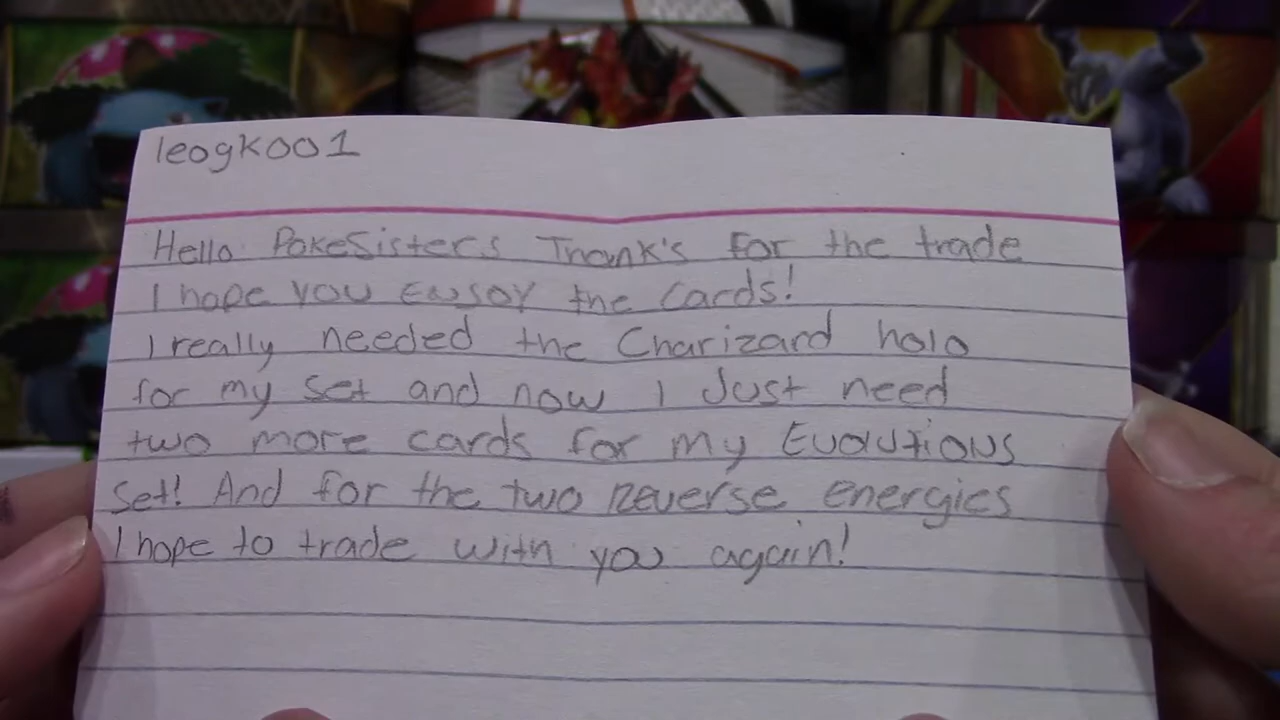 leogk001
Hello PokeSisters Thank's for the trade
I hope you Enjoy the Cards!
I really needed the Charizard holo
for my set and now I Just need
two more cards for my Evolutions
Set! And for the two Reverse energies
I hope to trade with you again!